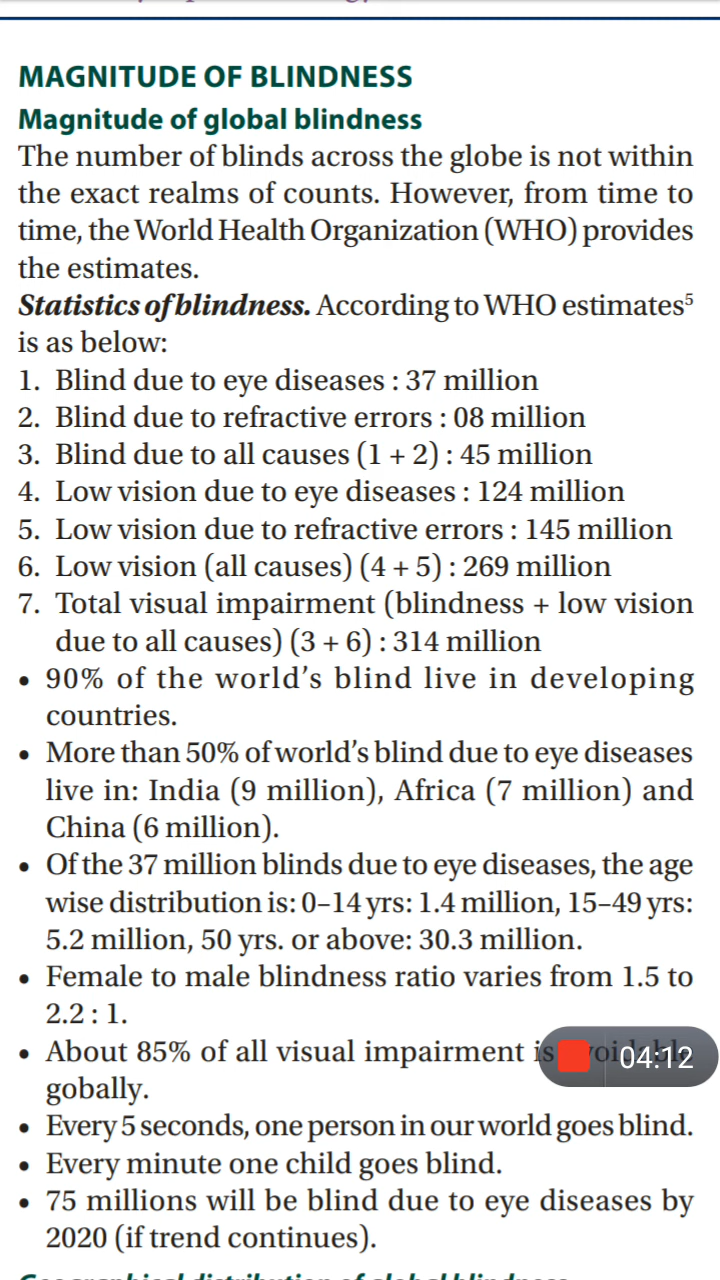 MAGNITUDE OF BLINDNESS
Magnitude of global blindness
The number of blinds across the globe is not within
the exact realms of counts. However, from time to
time, the World Health Organization (WHO) provides
the estimates.
Statistics of blindness. According to WHO estimates⁵
is as below:
1. Blind due to eye diseases : 37 million
2. Blind due to refractive errors : 08 million
3. Blind due to all causes (1 + 2) : 45 million
4. Low vision due to eye diseases : 124 million
5. Low vision due to refractive errors : 145 million
6. Low vision (all causes) (4 + 5) : 269 million
7. Total visual impairment (blindness + low vision
due to all causes) (3 + 6) : 314 million
• 90% of the world's blind live in developing
countries.
• More than 50% of world's blind due to eye diseases
live in: India (9 million), Africa (7 million) and
China (6 million).
• Of the 37 million blinds due to eye diseases, the age
wise distribution is: 0–14 yrs: 1.4 million, 15–49 yrs:
5.2 million, 50 yrs. or above: 30.3 million.
• Female to male blindness ratio varies from 1.5 to
2.2 : 1.
• About 85% of all visual impairment is
04:12
gobally.
• Every 5 seconds, one person in our world goes blind.
• Every minute one child goes blind.
• 75 millions will be blind due to eye diseases by
2020 (if trend continues).